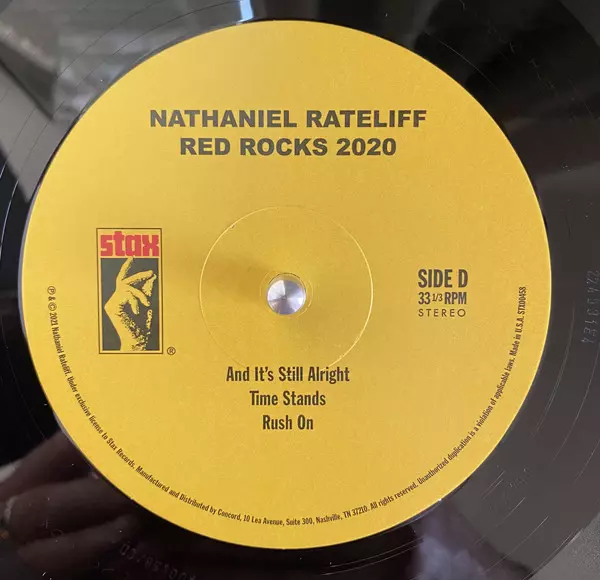 NATHANIEL RATELIFF
RED ROCKS 2020
stax
®
SIDE D
33 1/3 RPM
STEREO
And It's Still Alright
Time Stands
Rush On
℗ & © 2021 Nathaniel Rateliff. Under exclusive license to Stax Records. Manufactured and Distributed by Concord, 10 Lea Avenue, Suite 300, Nashville, TN 37210. All rights reserved. Unauthorized duplication is a violation of applicable laws. Made in U.S.A. STX00458